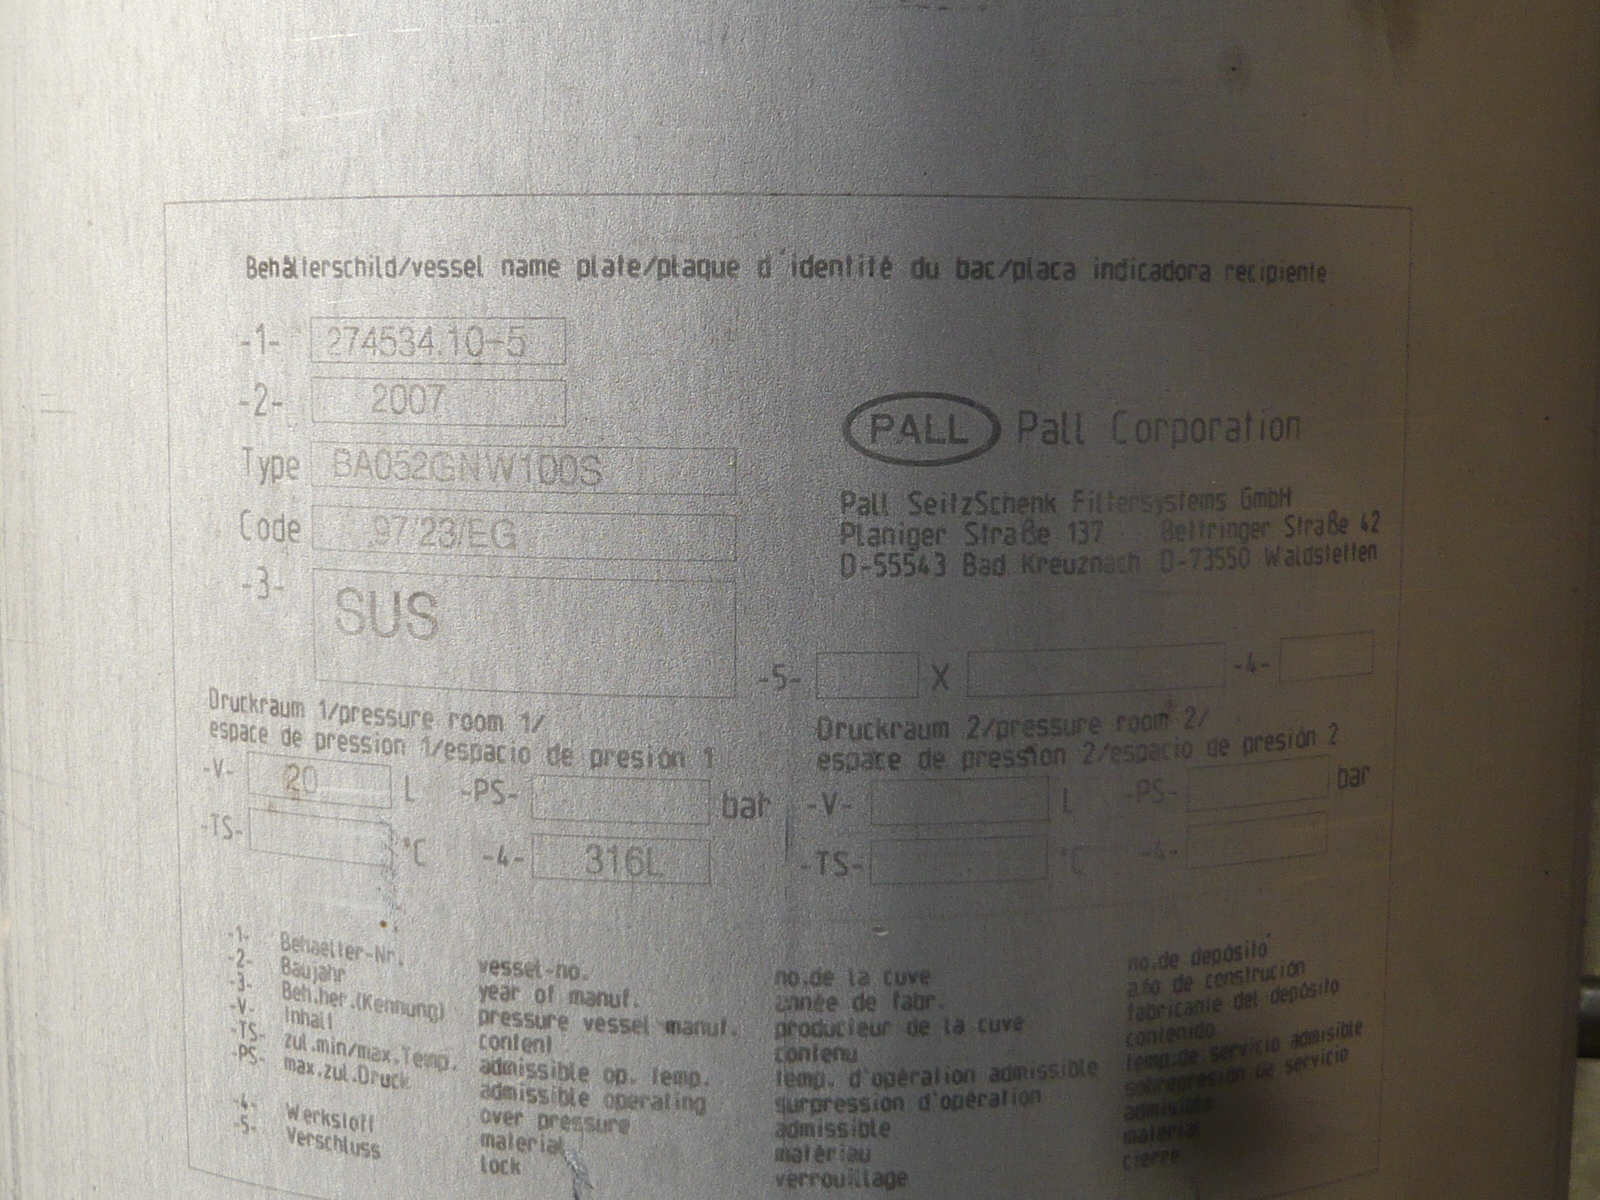 Behälterschild/vessel name plate/plaque d'identité du bac/placa indicadora recipiente
-1- 274534.10-5
-2- 2007
Type BA052GNW100S
Code 97/23/EG
-3- SUS
PALL Pall Corporation
Pall SeitzSchenk Filtersystems GmbH
Planiger Straße 137 Bettringer Straße 42
D-55543 Bad Kreuznach D-73550 Waldstetten
-5- X -4-
Druckraum 1/pressure room 1/
espace de pression 1/espacio de presión 1
-V- 20 L -PS- bar
-TS- °C -4- 316L
Druckraum 2/pressure room 2/
espace de pression 2/espacio de presión 2
-V- L -PS- bar
-TS- °C -4-
-1- Behaelter-Nr. vessel-no. no.de la cuve no.de depósito
-2- Baujahr year of manuf. année de fabr. año de construción
-3- Beh.her.(Kennung) pressure vessel manuf. producteur de la cuve fabricante del depósito
-V- Inhalt content contenu contenido
-TS- zul.min/max.Temp. admissible op. temp. temp. d'opération admissible temp.de servicio admisible
-PS- max.zul.Druck admissible operating surpression d'opération sobrepresión de servicio
over pressure admissible admisible
-4- Werkstoff material matériau material
-5- Verschluss lock verrouillage cierre